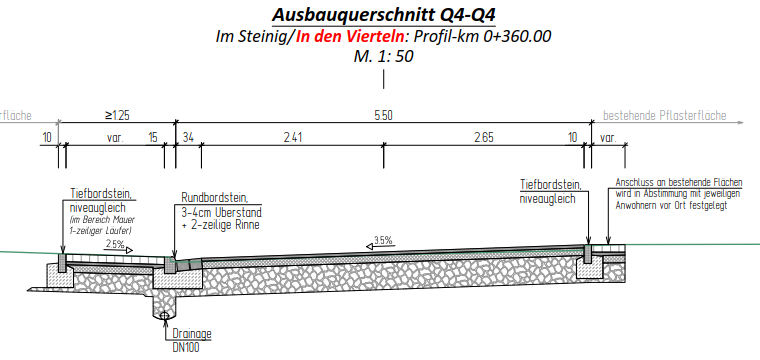 Ausbauquerschnitt Q4-Q4
Im Steinig/In den Vierteln: Profil-km 0+360.00
M. 1: 50
erfläche
≥1.25
5.50
bestehende Pflasterfläche
10
var.
15
34
2.41
2.65
10
var.
Tiefbordstein,
niveaugleich
(im Bereich Mauer
1-zeiliger Läufer)
Rundbordstein,
3-4cm Überstand
+ 2-zeilige Rinne
Tiefbordstein,
niveaugleich
Anschluss an bestehende Flächen
wird in Abstimmung mit jeweiligen
Anwohnern vor Ort festgelegt
2.5%
3.5%
Drainage
DN100